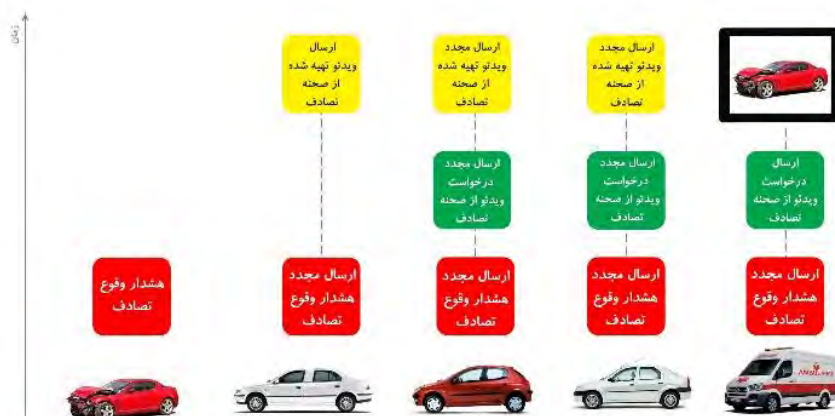 زمان
ارسال
ویدئو تهیه شده
از صحنه
تصادف
ارسال مجدد
ویدئو تهیه شده
از صحنه
تصادف
ارسال مجدد
ویدئو تهیه شده
از صحنه
تصادف
ارسال مجدد
درخواست
ویدئو از صحنه
تصادف
ارسال مجدد
درخواست
ویدئو از صحنه
تصادف
ارسال
درخواست
ویدئو از صحنه
تصادف
هشدار وقوع
تصادف
ارسال مجدد
هشدار وقوع
تصادف
ارسال مجدد
هشدار وقوع
تصادف
ارسال مجدد
هشدار وقوع
تصادف
ارسال مجدد
هشدار وقوع
تصادف